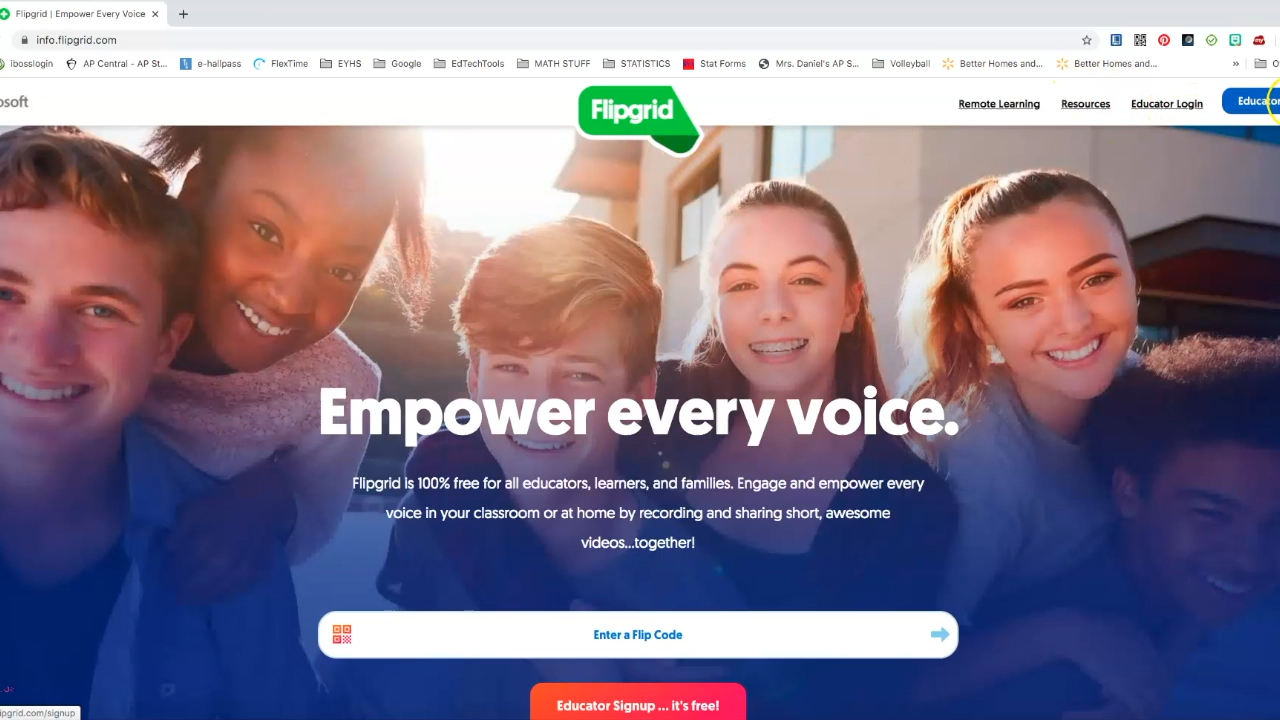 Flipgrid | Empower Every Voice
info.flipgrid.com
ibosslogin
AP Central - AP St...
e-hallpass
FlexTime
EYHS
Google
EdTechTools
MATH STUFF
STATISTICS
Stat Forms
Mrs. Daniel's AP S...
Volleyball
Better Homes and...
Better Homes and...
»
osoft
Flipgrid
Remote Learning
Resources
Educator Login
Educator
Empower every voice.
Flipgrid is 100% free for all educators, learners, and families. Engage and empower every
voice in your classroom or at home by recording and sharing short, awesome
videos...together!
Enter a Flip Code
Educator Signup ... it's free!
ipgrid.com/signup